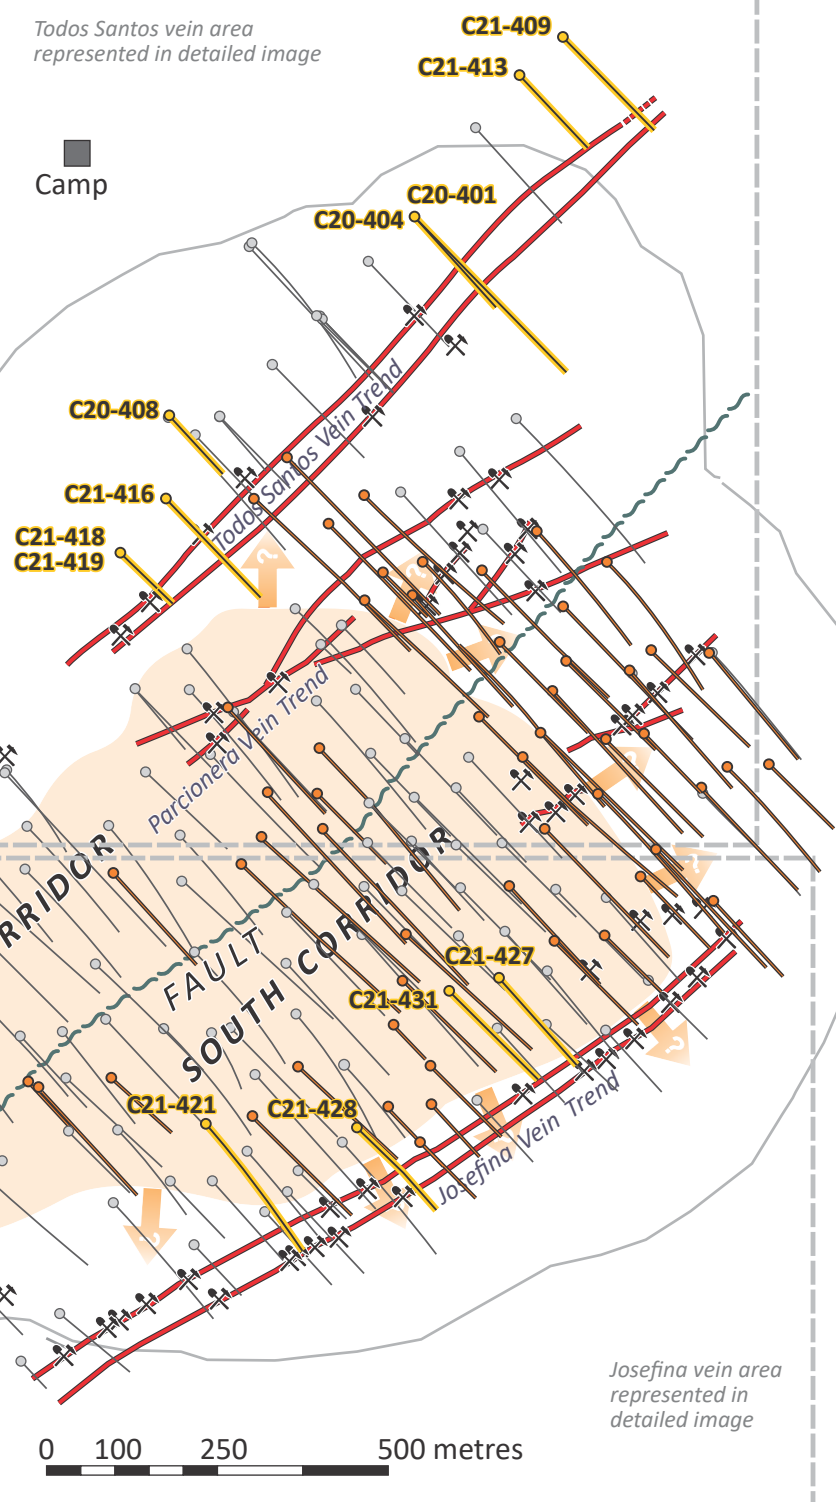 Todos Santos vein area
represented in detailed image
C21-409
C21-413
Camp
C20-401
C20-404
Todos Santos Vein Trend
C20-408
C21-416
C21-418
C21-419
?
?
?
Parcionera Vein Trend
?
?
RRIDOR
FAULT
SOUTH CORRIDOR
C21-427
C21-431
?
C21-421
C21-428
?
?
?
Josefina Vein Trend
Josefina vein area
represented in
detailed image
0 100 250 500 metres